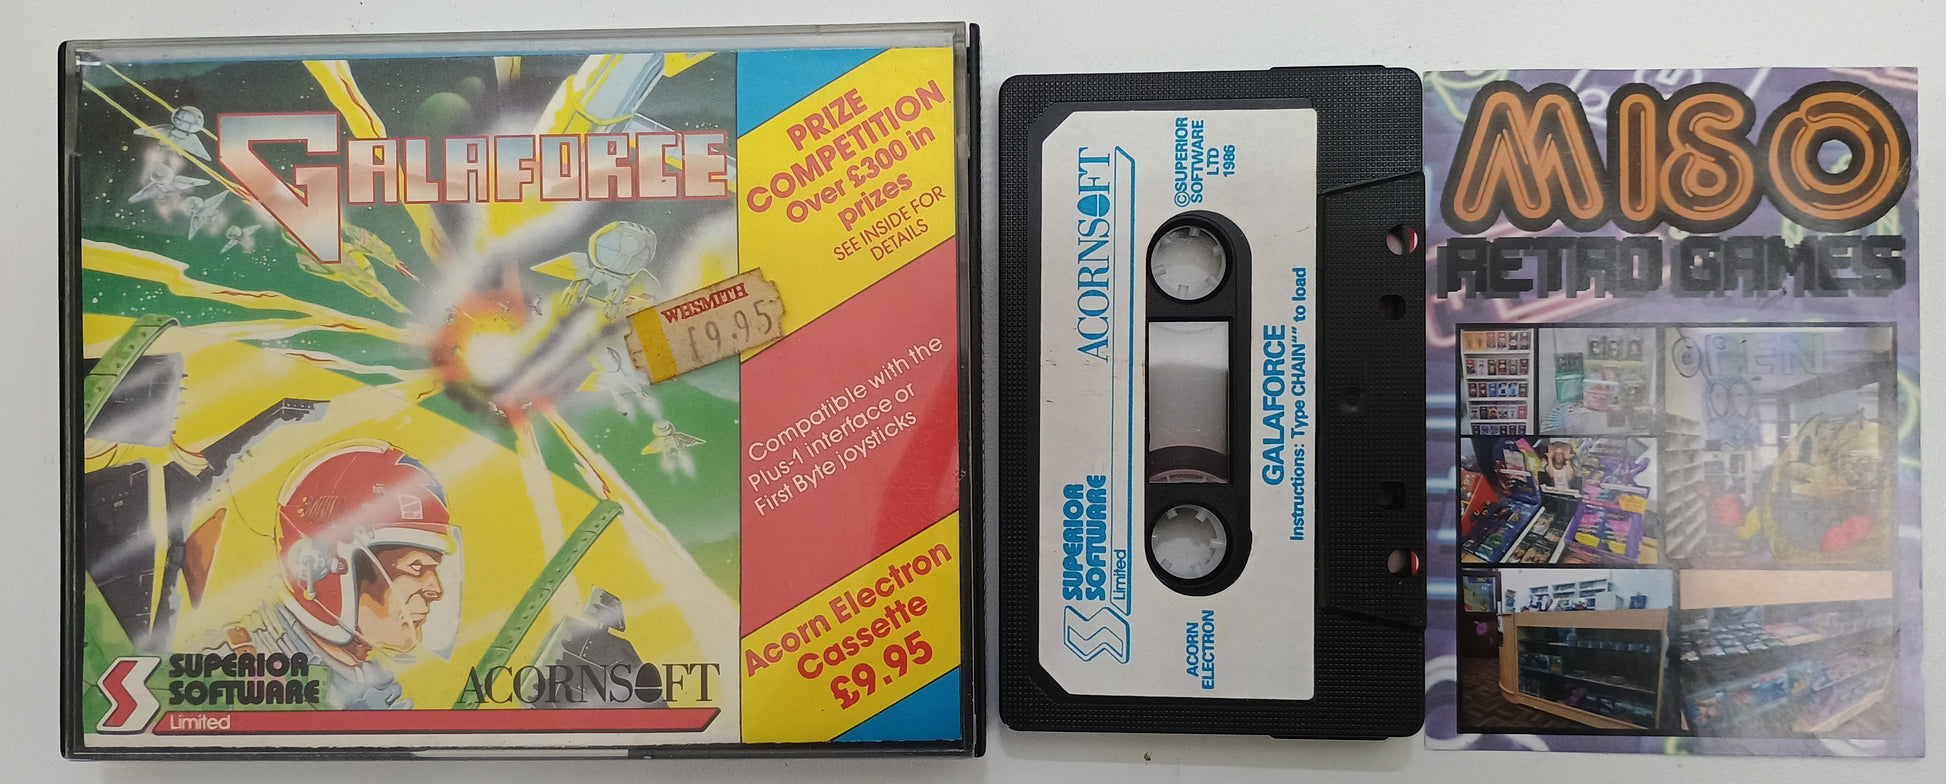 GALAFORCE
PRIZE
COMPETITION
Over £300 in
prizes
SEE INSIDE FOR
DETAILS
WHSMITH
£9.95
Compatible with the
Plus-1 interface or
First Byte joysticks
Acorn Electron
Cassette
£9.95
SUPERIOR
SOFTWARE
Limited
ACORNSOFT
SUPERIOR
SOFTWARE
Limited
ACORNSOFT
ACORN
ELECTRON
©SUPERIOR
SOFTWARE
LTD
1986
GALAFORCE
Instructions: Type CHAIN"" to load
MISO
RETRO GAMES
OPEN